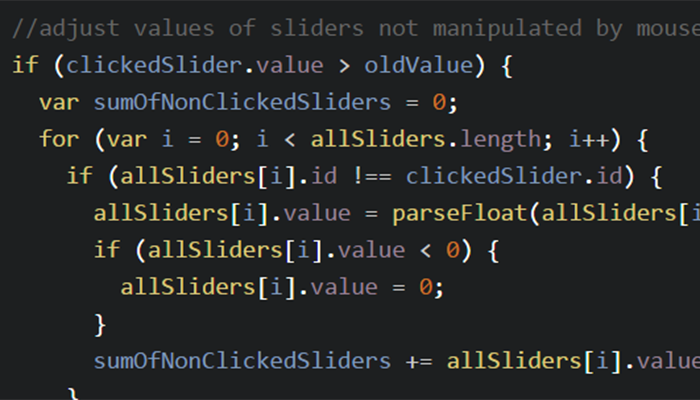 //adjust values of sliders not manipulated by mouse
if (clickedSlider.value > oldValue) {
var sumOfNonClickedSliders = 0;
for (var i = 0; i < allSliders.length; i++) {
if (allSliders[i].id !== clickedSlider.id) {
allSliders[i].value = parseFloat(allSliders[i
if (allSliders[i].value < 0) {
allSliders[i].value = 0;
}
sumOfNonClickedSliders += allSliders[i].value
}